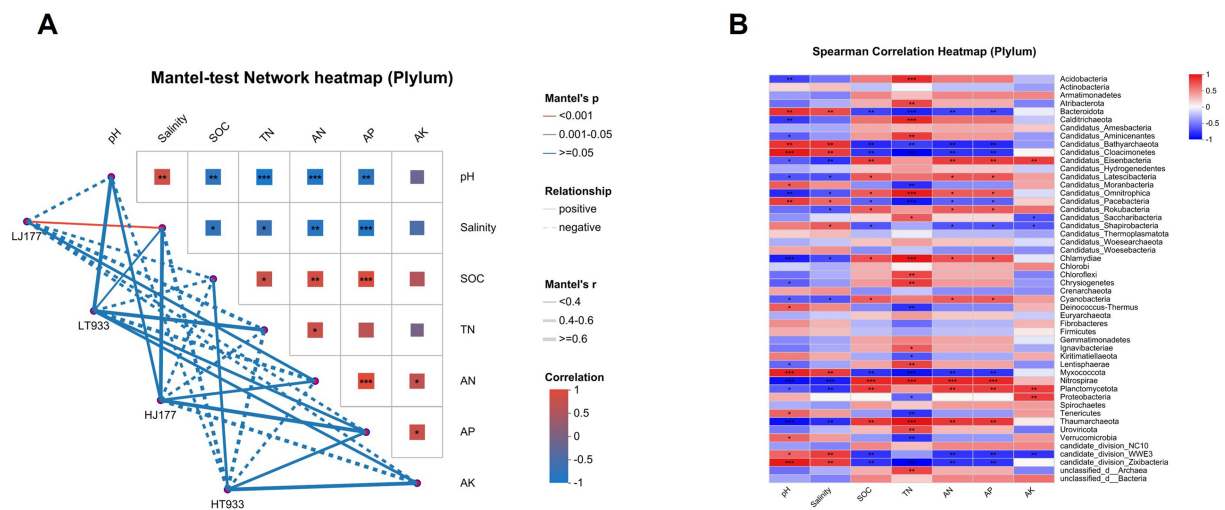 A
Mantel-test Network heatmap (Plylum)
pH
Salinity
SOC
TN
AN
AP
AK
** ** *** *** ** pH
* * ** *** Salinity
* ** *** SOC
* TN
*** * AN
* AP
AK
LJ177
LT933
HJ177
HT933
Mantel's p
<0.001
0.001-0.05
>=0.05
Relationship
positive
negative
Mantel's r
<0.4
0.4-0.6
>=0.6
Correlation
1
0.5
0
-0.5
-1
B
Spearman Correlation Heatmap (Plylum)
Acidobacteria
Actinobacteria
Armatimonadetes
Atribacterota
Bacteroidota
Calditrichaeota
Candidatus_Amesbacteria
Candidatus_Aminicenantes
Candidatus_Bathyarchaeota
Candidatus_Cloacimonetes
Candidatus_Eisenbacteria
Candidatus_Hydrogenedentes
Candidatus_Latescibacteria
Candidatus_Moranbacteria
Candidatus_Omnitrophica
Candidatus_Pacebacteria
Candidatus_Rokubacteria
Candidatus_Saccharibacteria
Candidatus_Shapirobacteria
Candidatus_Thermoplasmatota
Candidatus_Woesearchaeota
Candidatus_Woesebacteria
Chlamydiae
Chlorobi
Chloroflexi
Chrysiogenetes
Crenarchaeota
Cyanobacteria
Deinococcus-Thermus
Euryarchaeota
Fibrobacteres
Firmicutes
Gemmatimonadetes
Ignavibacteriae
Kiritimatiellaeota
Lentisphaerae
Myxococcota
Nitrospirae
Planctomycetota
Proteobacteria
Spirochaetes
Tenericutes
Thaumarchaeota
Uroviricota
Verrucomicrobia
candidate_division_NC10
candidate_division_WWE3
candidate_division_Zixibacteria
unclassified_d__Archaea
unclassified_d__Bacteria
pH
Salinity
SOC
TN
AN
AP
AK
1
0.5
0
-0.5
-1